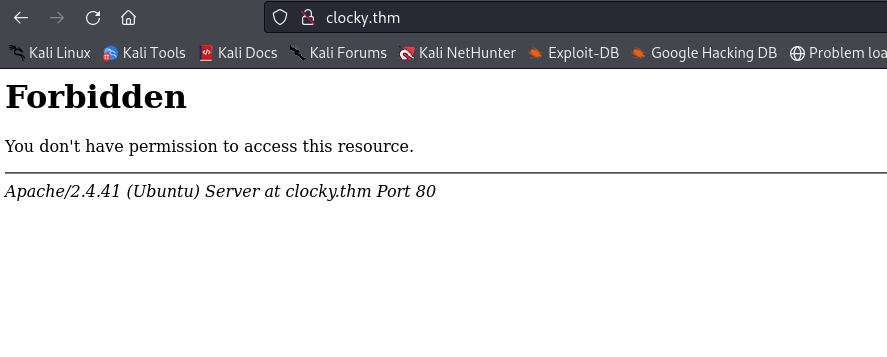 clocky.thm
Kali Linux Kali Tools Kali Docs Kali Forums Kali NetHunter Exploit-DB Google Hacking DB Problem loa
Forbidden
You don't have permission to access this resource.
Apache/2.4.41 (Ubuntu) Server at clocky.thm Port 80